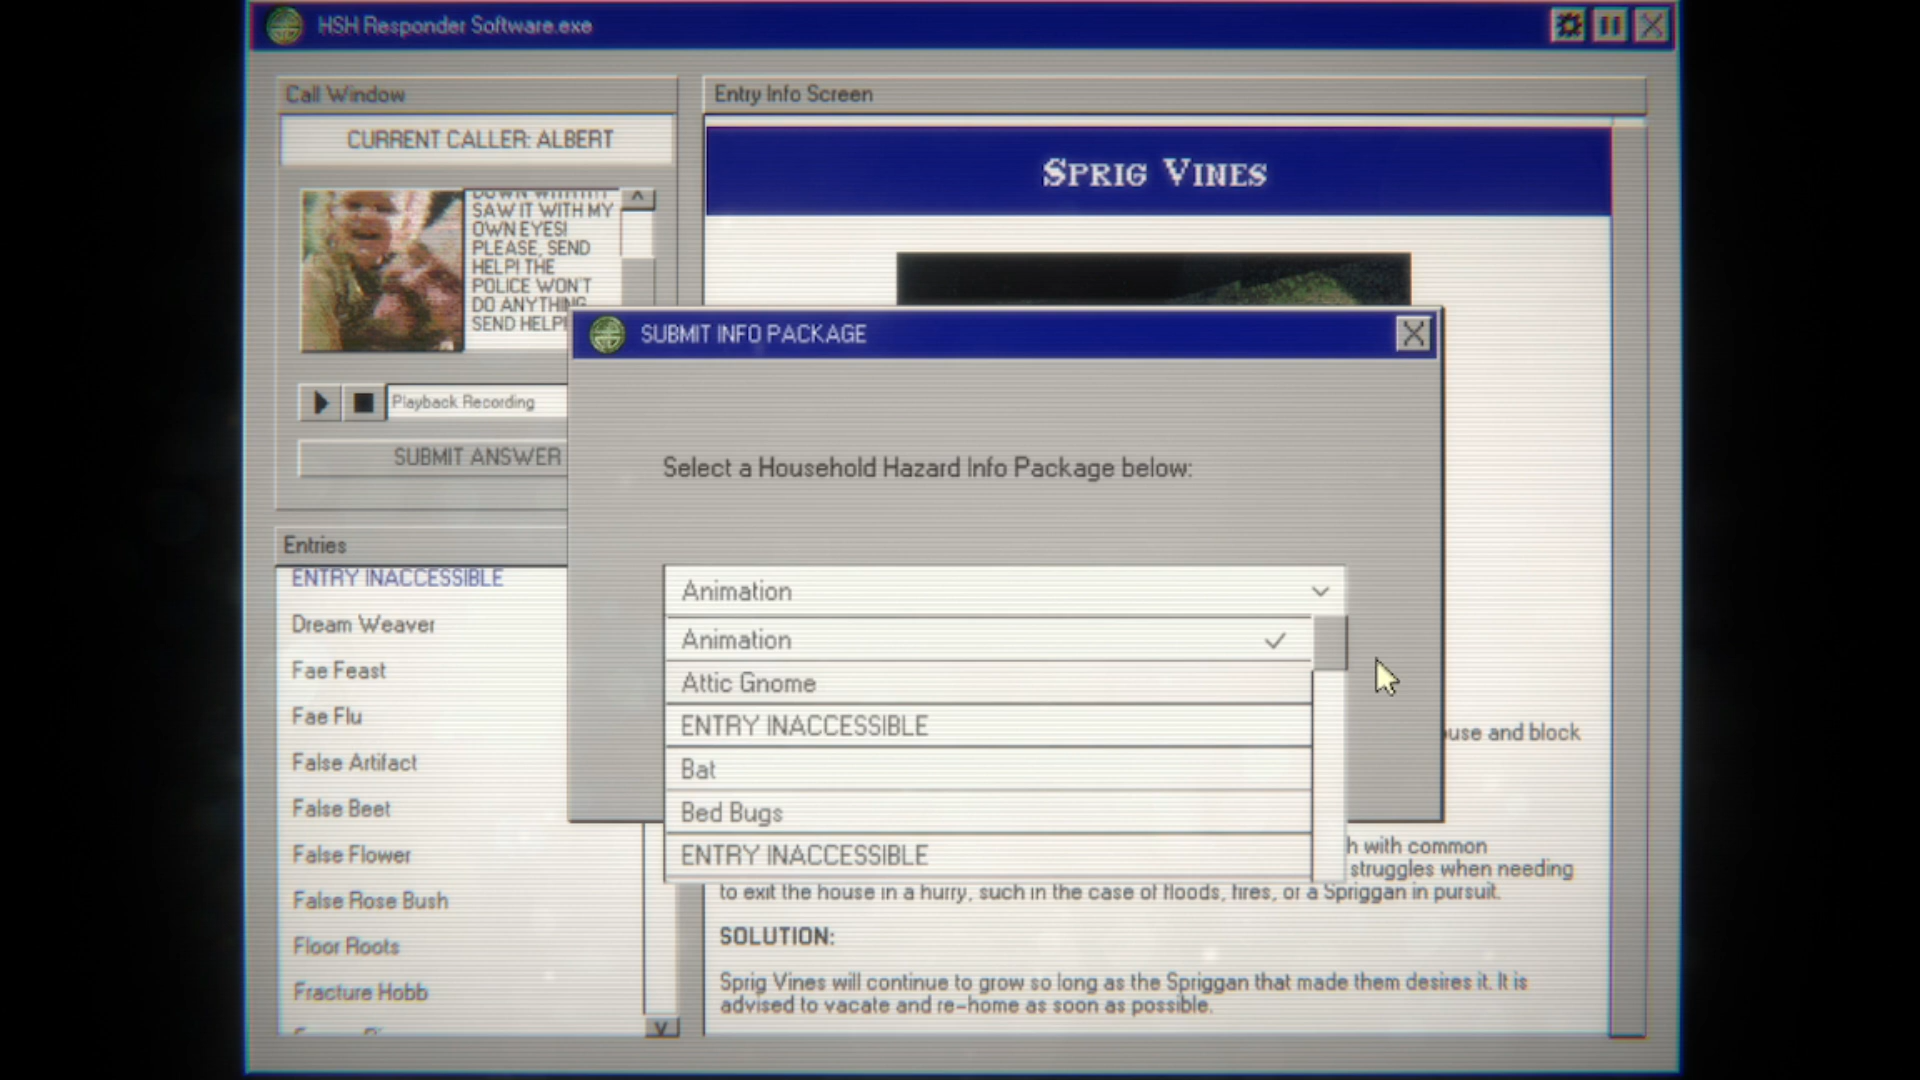 HSH Responder Software.exe
Call Window
CURRENT CALLER: ALBERT
SAW IT WITH MY
OWN EYES!
PLEASE, SEND
HELP! THE
POLICE WON'T
DO ANYTHING
SEND HELP!
Playback Recording
SUBMIT ANSWER
Entries
ENTRY INACCESSIBLE
Dream Weaver
Fae Feast
Fae Flu
False Artifact
False Beet
False Flower
False Rose Bush
Floor Roots
Fracture Hobb
Entry Info Screen
SPRIG VINES
SUBMIT INFO PACKAGE
Select a Household Hazard Info Package below:
Animation
Animation
Attic Gnome
ENTRY INACCESSIBLE
Bat
Bed Bugs
ENTRY INACCESSIBLE
and block
with common
struggles when needing
to exit the house in a hurry, such in the case of floods, fires, or a Spriggan in pursuit.
SOLUTION:
Sprig Vines will continue to grow so long as the Spriggan that made them desires it. It is
advised to vacate and re-home as soon as possible.